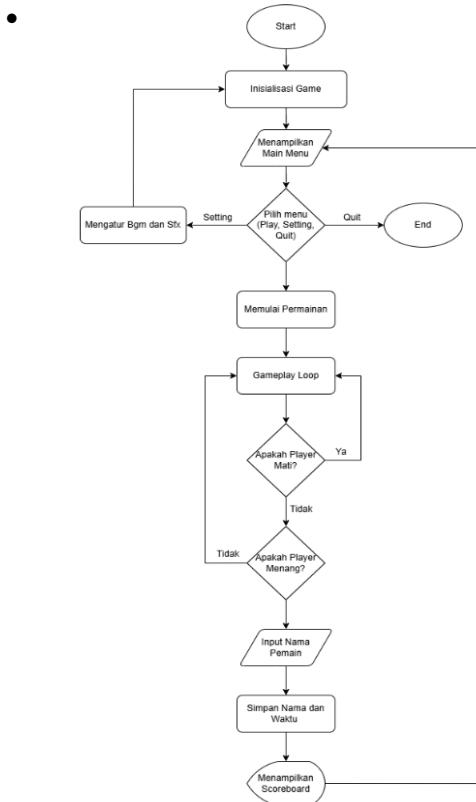 Start
Inisialisasi Game
Menampilkan
Main Menu
Mengatur Bgm dan Sfx
Setting
Pilih menu
(Play, Setting,
Quit)
Quit
End
Memulai Permainan
Gameplay Loop
Apakah Player
Mati?
Ya
Tidak
Tidak
Apakah Player
Menang?
Input Nama
Pemain
Simpan Nama dan
Waktu
Menampilkan
Scoreboard